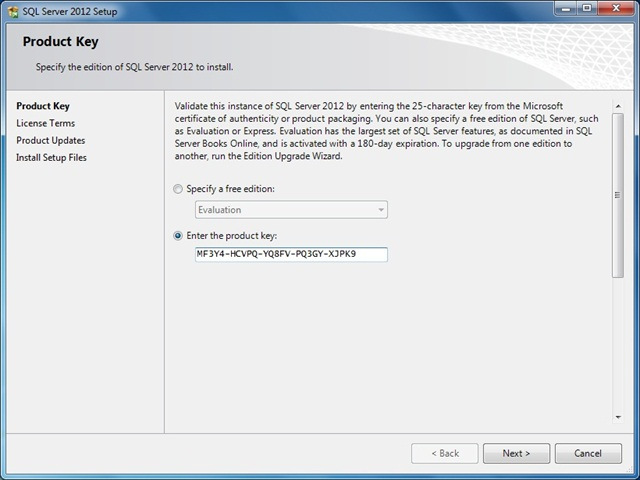 SQL Server 2012 Setup
Product Key
Specify the edition of SQL Server 2012 to install.
Product Key
License Terms
Product Updates
Install Setup Files
Validate this instance of SQL Server 2012 by entering the 25-character key from the Microsoft
certificate of authenticity or product packaging. You can also specify a free edition of SQL Server, such
as Evaluation or Express. Evaluation has the largest set of SQL Server features, as documented in SQL
Server Books Online, and is activated with a 180-day expiration. To upgrade from one edition to
another, run the Edition Upgrade Wizard.
Specify a free edition:
Evaluation
Enter the product key:
MF3Y4-HCVPQ-YQ8FV-PQ3GY-XJPK9
< Back
Next >
Cancel